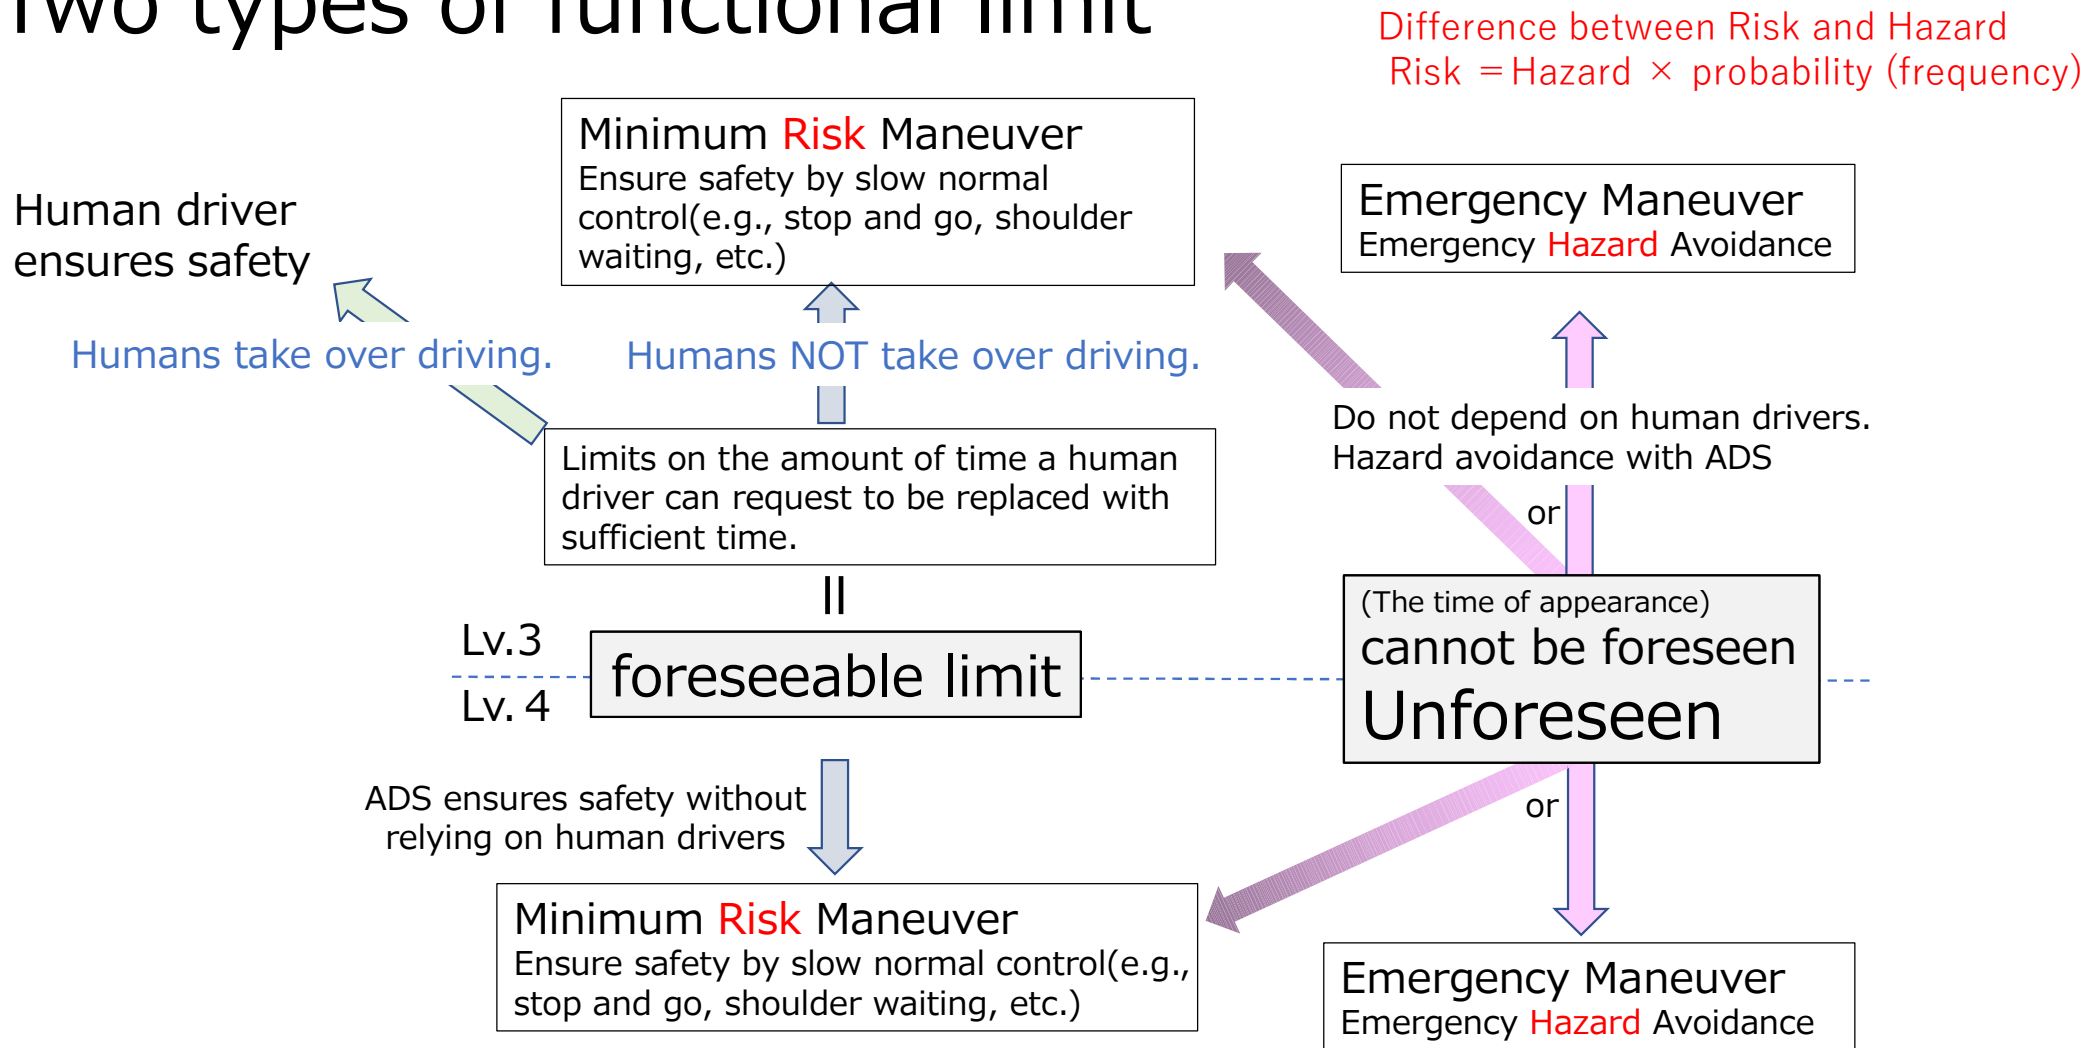 Two types of functional limit
Difference between Risk and Hazard
Risk ＝Hazard × probability (frequency)
Minimum Risk Maneuver
Ensure safety by slow normal
control(e.g., stop and go, shoulder
waiting, etc.)
Emergency Maneuver
Emergency Hazard Avoidance
Human driver
ensures safety
Humans take over driving.
Humans NOT take over driving.
Do not depend on human drivers.
Hazard avoidance with ADS
Limits on the amount of time a human
driver can request to be replaced with
sufficient time.
or
=
(The time of appearance)
cannot be foreseen
Unforeseen
Lv.3
foreseeable limit
Lv. 4
ADS ensures safety without
relying on human drivers
or
Minimum Risk Maneuver
Ensure safety by slow normal control(e.g.,
stop and go, shoulder waiting, etc.)
Emergency Maneuver
Emergency Hazard Avoidance